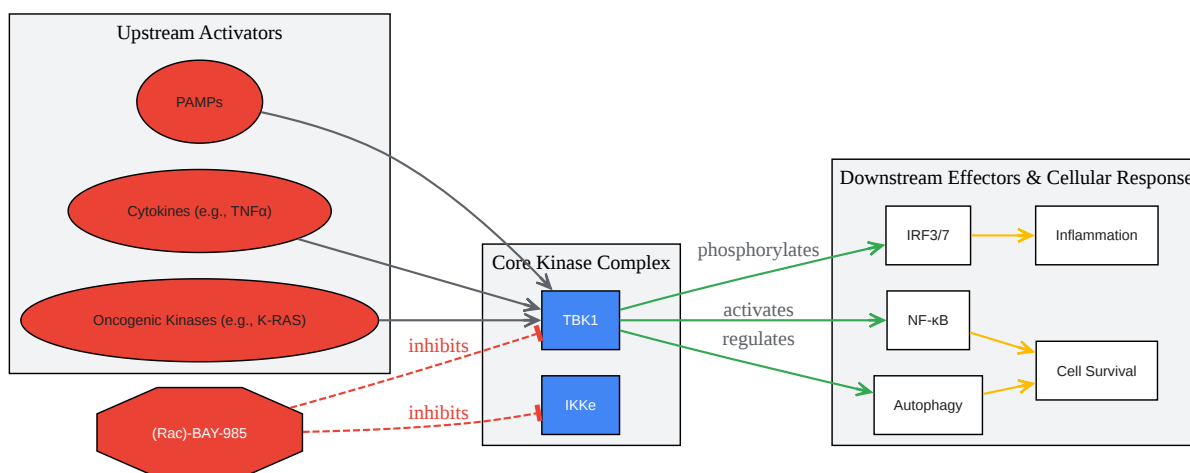 Upstream Activators
PAMPs
Cytokines (e.g., TNFα)
Oncogenic Kinases (e.g., K-RAS)
(Rac)-BAY-985
inhibits
inhibits
Core Kinase Complex
TBK1
IKKe
phosphorylates
activates
regulates
Downstream Effectors & Cellular Response
IRF3/7
Inflammation
NF-κB
Cell Survival
Autophagy